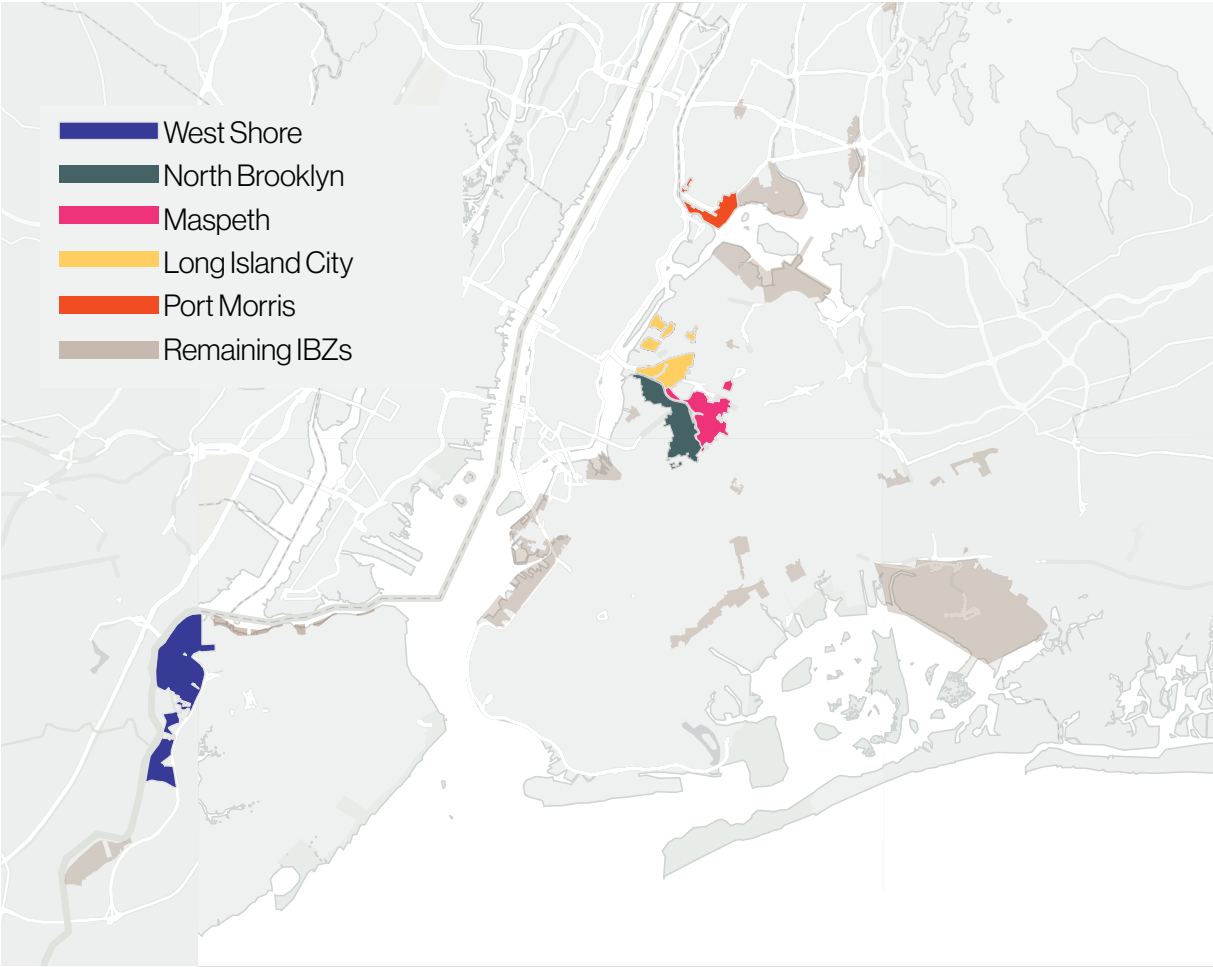 West Shore
North Brooklyn
Maspeth
Long Island City
Port Morris
Remaining IBZs